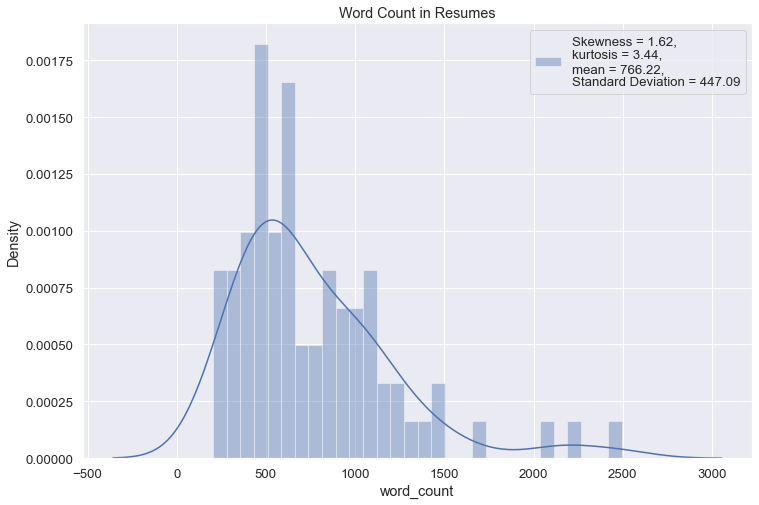 Word Count in Resumes
Skewness = 1.62,
kurtosis = 3.44,
mean = 766.22,
Standard Deviation = 447.09
Density
0.00175
0.00150
0.00125
0.00100
0.00075
0.00050
0.00025
0.00000
−500 0 500 1000 1500 2000 2500 3000
word_count